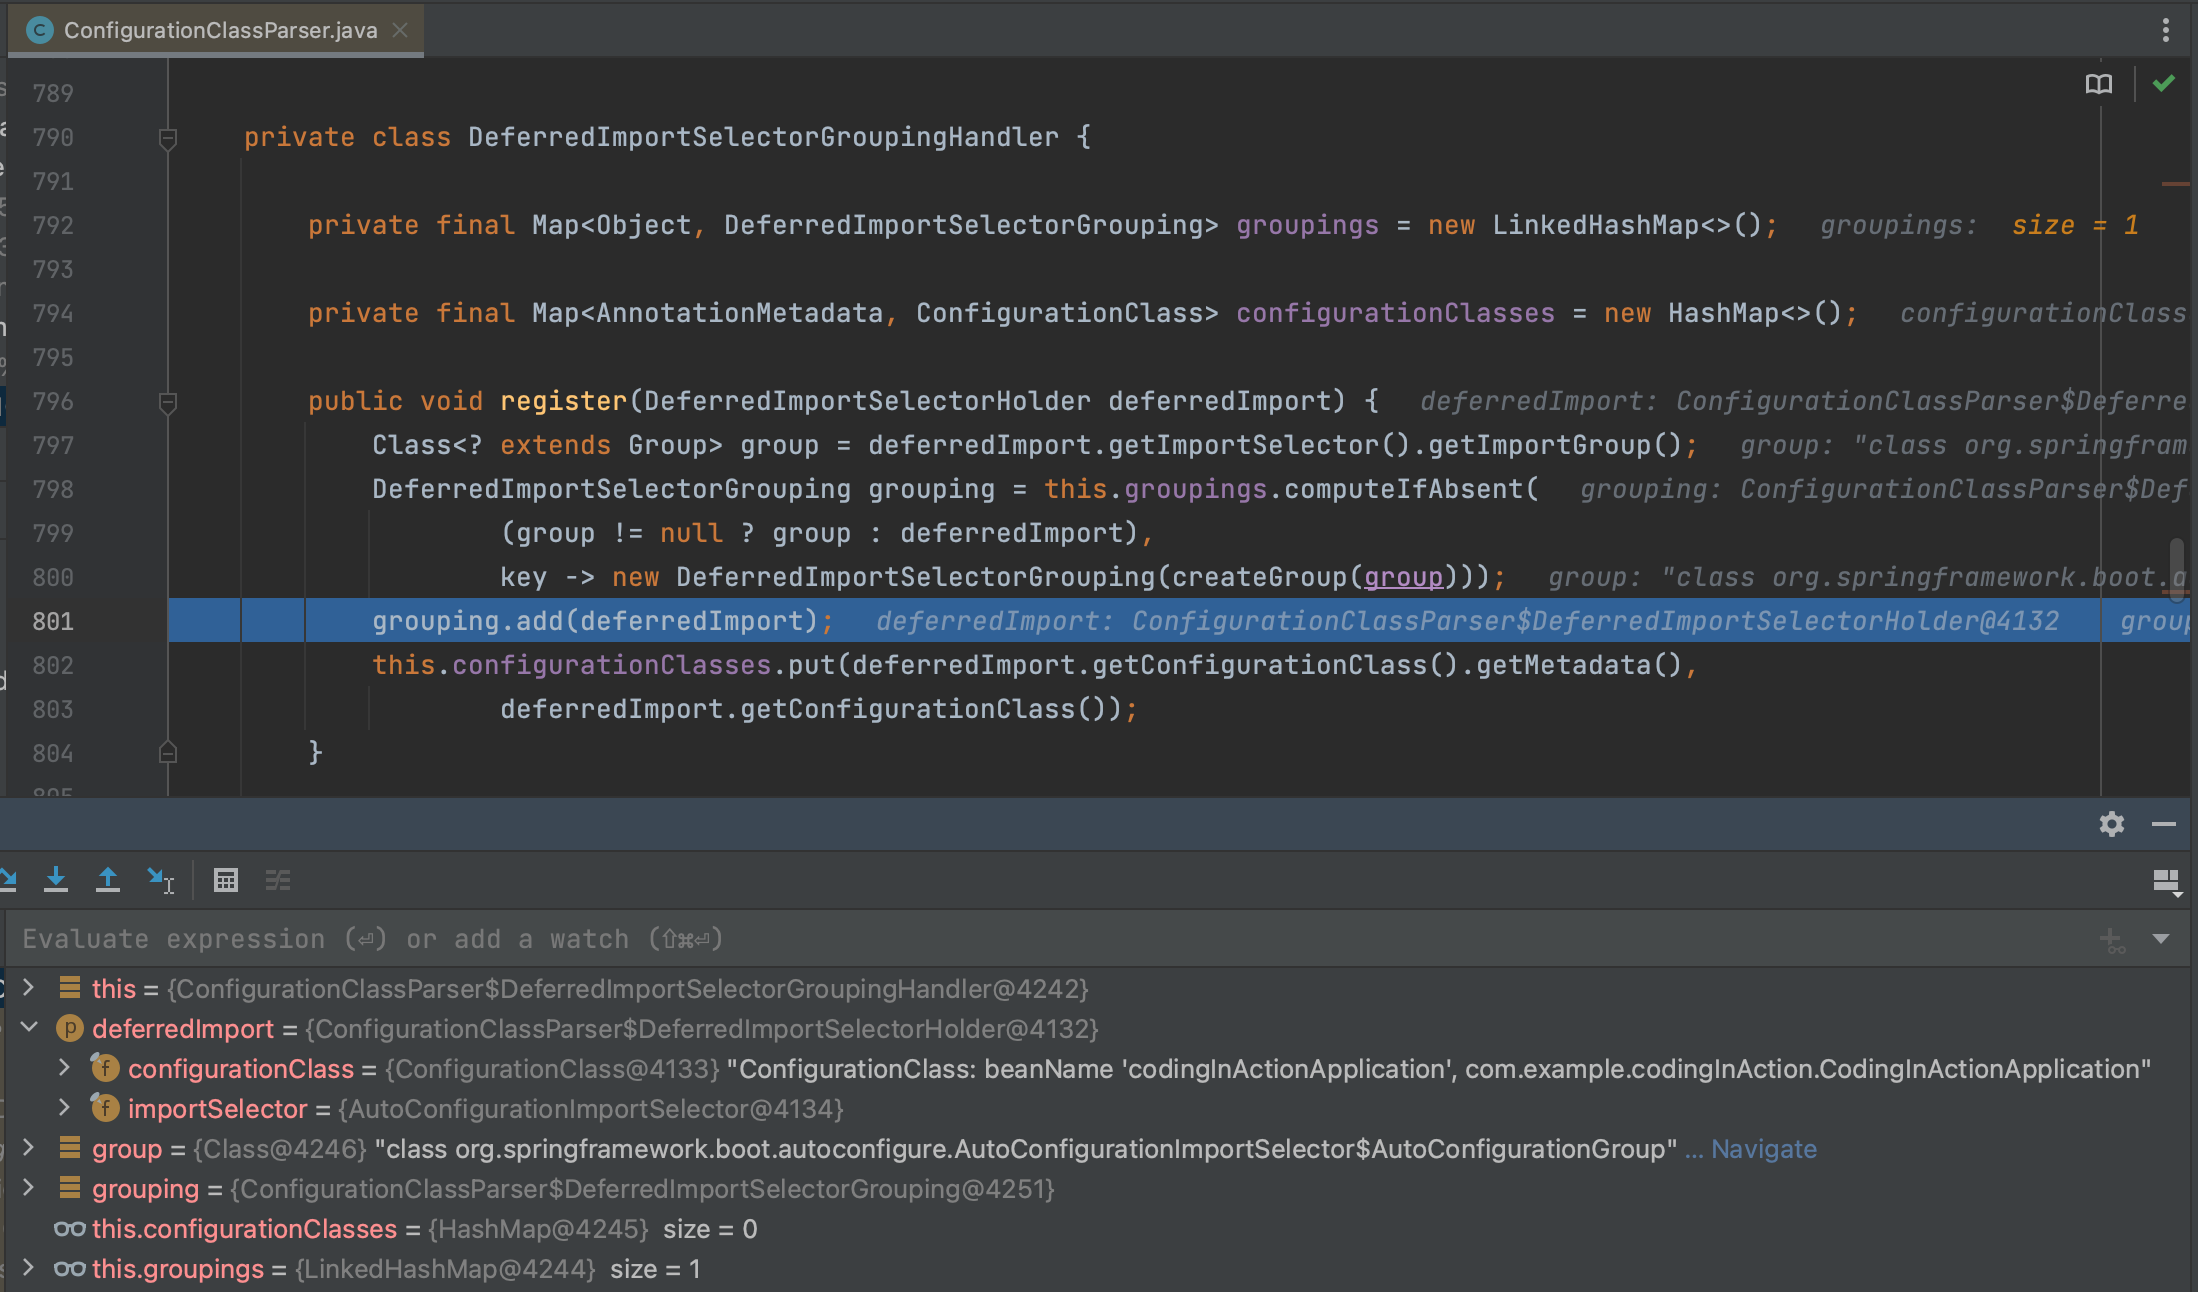 ConfigurationClassParser.java
789
790 private class DeferredImportSelectorGroupingHandler {
791
792 private final Map<Object, DeferredImportSelectorGrouping> groupings = new LinkedHashMap<>(); groupings: size = 1
793
794 private final Map<AnnotationMetadata, ConfigurationClass> configurationClasses = new HashMap<>(); configurationClass
795
796 public void register(DeferredImportSelectorHolder deferredImport) { deferredImport: ConfigurationClassParser$Deferre
797 Class<? extends Group> group = deferredImport.getImportSelector().getImportGroup(); group: "class org.springfram
798 DeferredImportSelectorGrouping grouping = this.groupings.computeIfAbsent( grouping: ConfigurationClassParser$Def
799 (group != null ? group : deferredImport),
800 key -> new DeferredImportSelectorGrouping(createGroup(group))); group: "class org.springframework.boot.a
801 grouping.add(deferredImport); deferredImport: ConfigurationClassParser$DeferredImportSelectorHolder@4132 group
802 this.configurationClasses.put(deferredImport.getConfigurationClass().getMetadata(),
803 deferredImport.getConfigurationClass());
804 }
Evaluate expression (⏎) or add a watch (⇧⌘⏎)
this = {ConfigurationClassParser$DeferredImportSelectorGroupingHandler@4242}
deferredImport = {ConfigurationClassParser$DeferredImportSelectorHolder@4132}
configurationClass = {ConfigurationClass@4133} "ConfigurationClass: beanName 'codingInActionApplication', com.example.codingInAction.CodingInActionApplication"
importSelector = {AutoConfigurationImportSelector@4134}
group = {Class@4246} "class org.springframework.boot.autoconfigure.AutoConfigurationImportSelector$AutoConfigurationGroup" ... Navigate
grouping = {ConfigurationClassParser$DeferredImportSelectorGrouping@4251}
this.configurationClasses = {HashMap@4245} size = 0
this.groupings = {LinkedHashMap@4244} size = 1